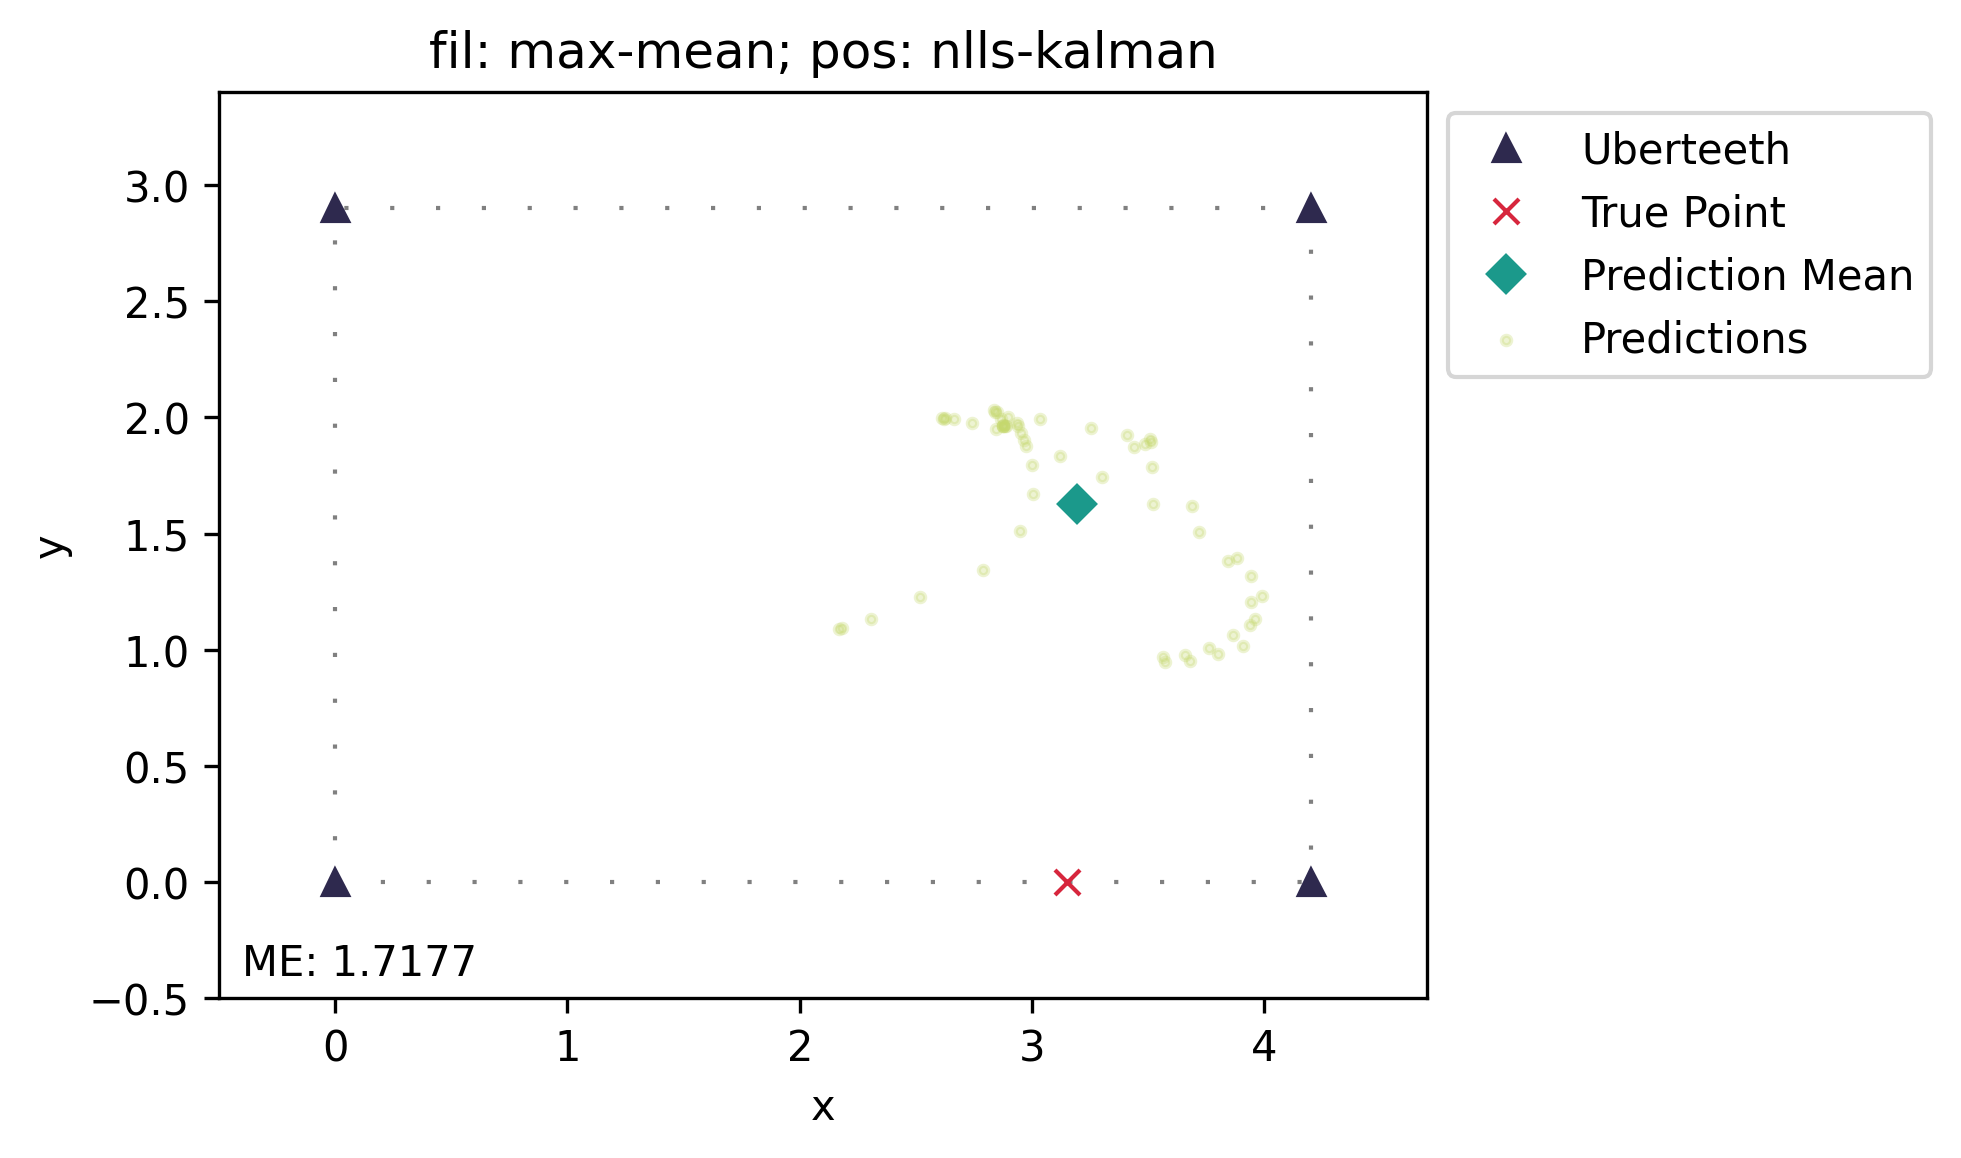 fil: max-mean; pos: nlls-kalman
Uberteeth
True Point
Prediction Mean
Predictions
3.0
2.5
2.0
1.5
1.0
0.5
0.0
−0.5
y
ME: 1.7177
0 1 2 3 4
x